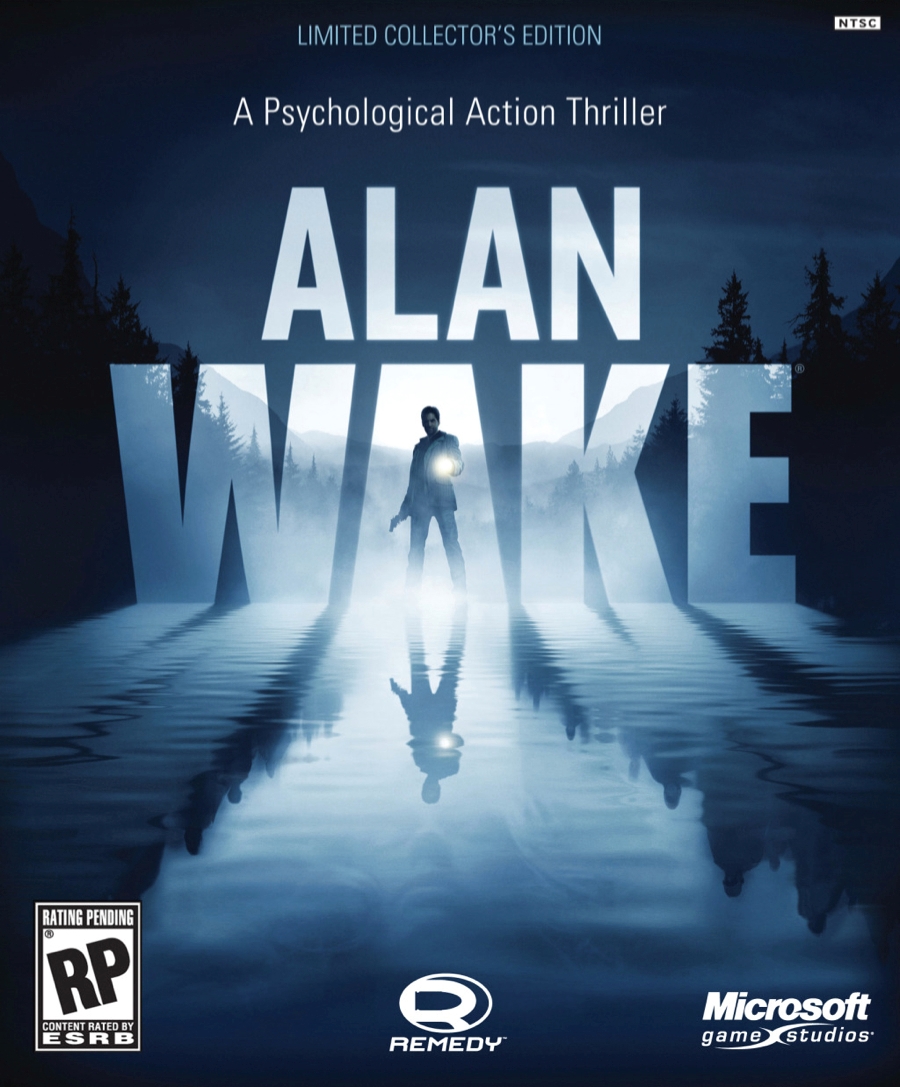 LIMITED COLLECTOR'S EDITION
NTSC
A Psychological Action Thriller
ALAN
WAKE®
RATING PENDING
®
RP
CONTENT RATED BY
ESRB
REMEDY™
Microsoft
game studios